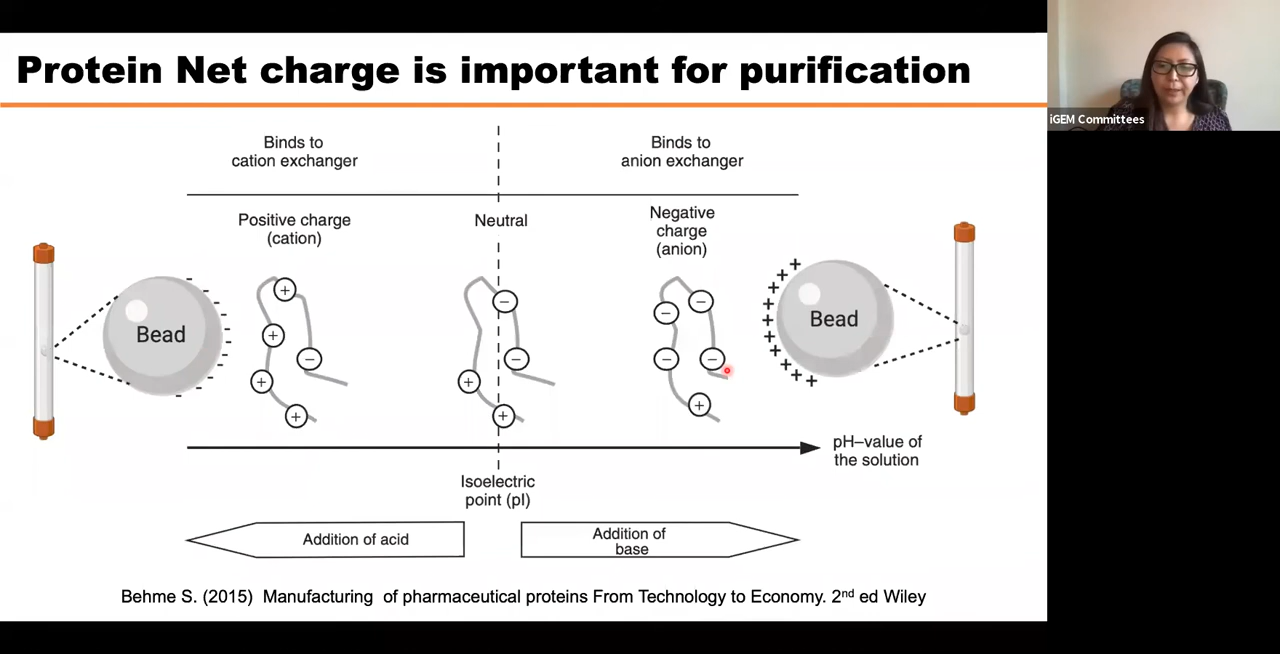 Protein Net charge is important for purification
iGEM Committees
Binds to
cation exchanger
Binds to
anion exchanger
Positive charge
(cation)
Neutral
Negative
charge
(anion)
Bead
+
+
−
+
+
−
−
+
+
−
−
−
−
+
Bead
pH–value of
the solution
Isoelectric
point (pI)
Addition of acid
Addition of
base
Behme S. (2015) Manufacturing of pharmaceutical proteins From Technology to Economy. 2nd ed Wiley